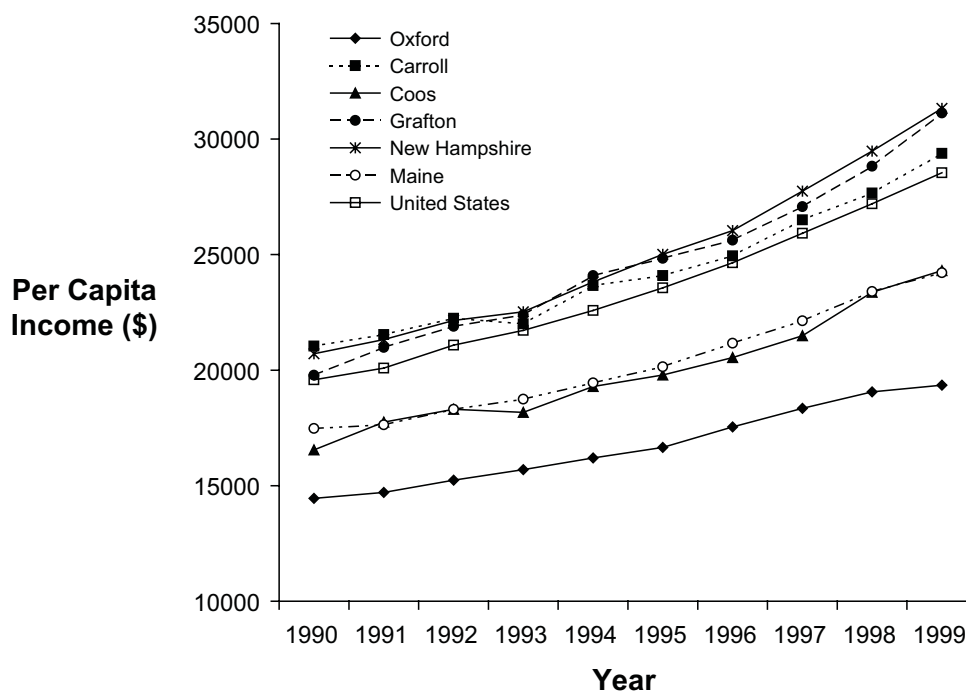 35000
30000
25000
20000
15000
10000
Oxford
Carroll
Coos
Grafton
New Hampshire
Maine
United States
Per Capita
Income ($)
1990 1991 1992 1993 1994 1995 1996 1997 1998 1999
Year